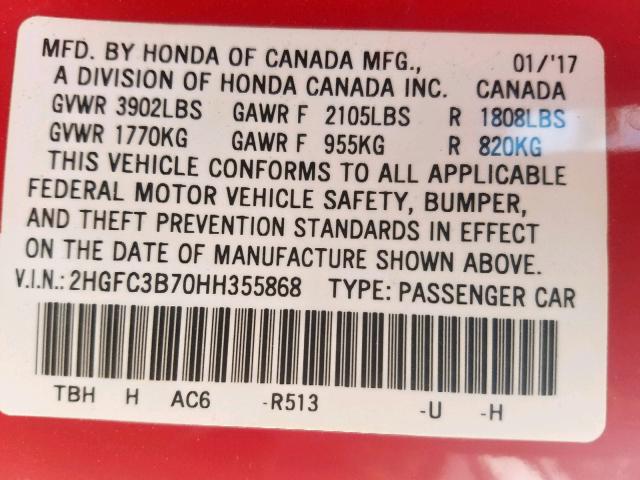 MFD. BY HONDA OF CANADA MFG., 01/'17
A DIVISION OF HONDA CANADA INC. CANADA
GVWR 3902LBS GAWR F 2105LBS R 1808LBS
GVWR 1770KG GAWR F 955KG R 820KG
THIS VEHICLE CONFORMS TO ALL APPLICABLE
FEDERAL MOTOR VEHICLE SAFETY, BUMPER,
AND THEFT PREVENTION STANDARDS IN EFFECT
ON THE DATE OF MANUFACTURE SHOWN ABOVE.
V.I.N.: 2HGFC3B70HH355868 TYPE: PASSENGER CAR
TBH H AC6 -R513 -U -H